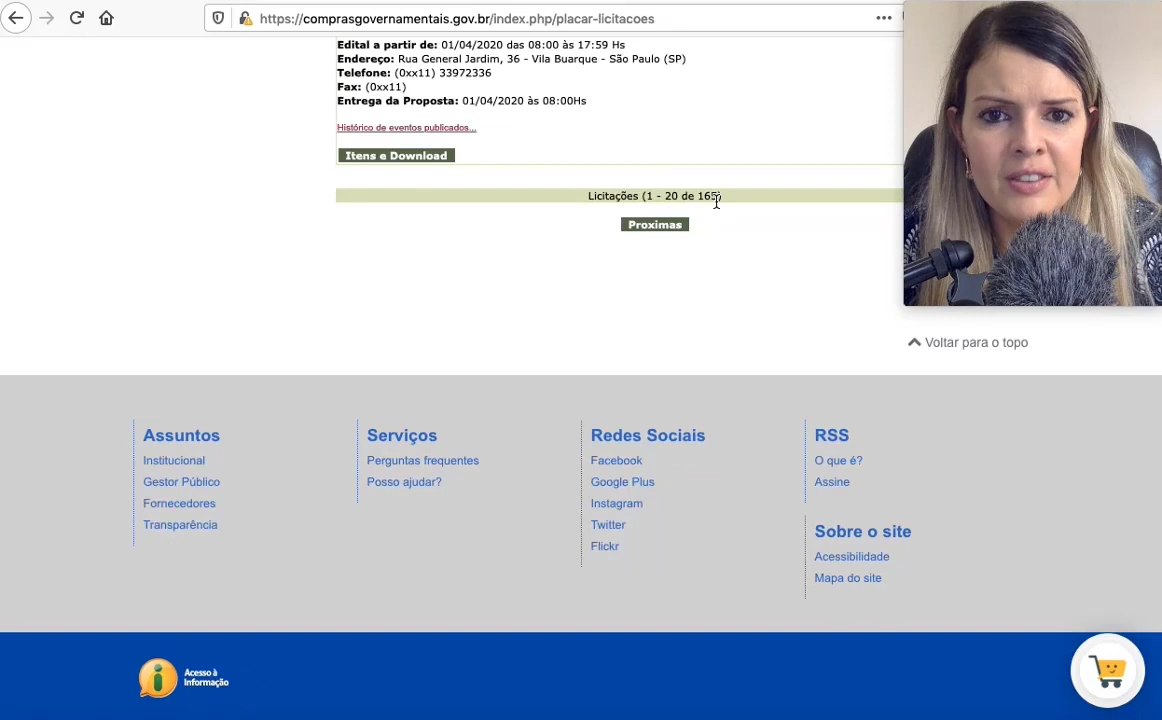 https://comprasgovernamentais.gov.br/index.php/placar-licitacoes
Edital a partir de: 01/04/2020 das 08:00 às 17:59 Hs
Endereço: Rua General Jardim, 36 - Vila Buarque - São Paulo (SP)
Telefone: (0xx11) 33972336
Fax: (0xx11)
Entrega da Proposta: 01/04/2020 às 08:00Hs
Histórico de eventos publicados...
Itens e Download
Licitações (1 - 20 de 165)
Proximas
Voltar para o topo
Assuntos
Institucional
Gestor Público
Fornecedores
Transparência
Serviços
Perguntas frequentes
Posso ajudar?
Redes Sociais
Facebook
Google Plus
Instagram
Twitter
Flickr
RSS
O que é?
Assine
Sobre o site
Acessibilidade
Mapa do site
Acesso à
Informação